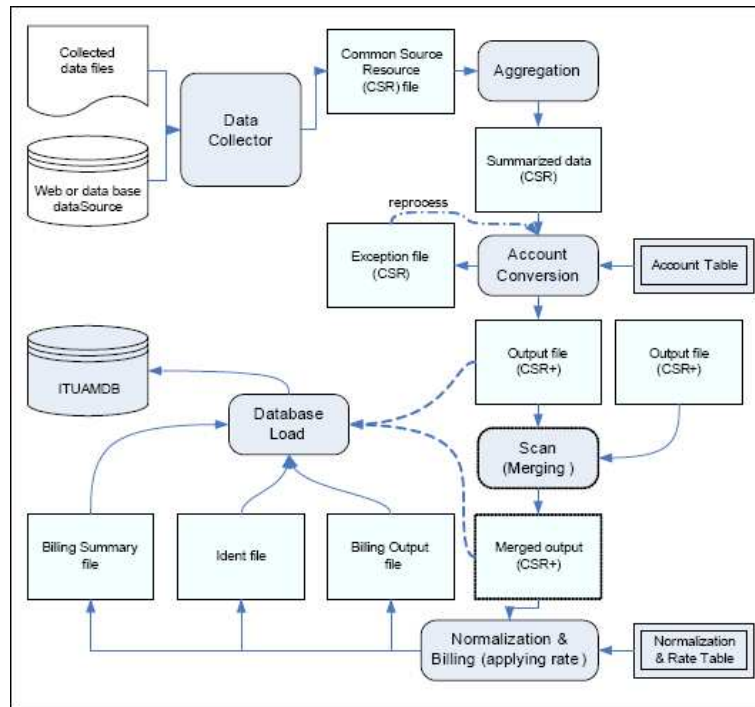 Collected
data files
Web or data base
dataSource
Data
Collector
Common Source
Resource
(CSR) file
Aggregation
Summarized data
(CSR)
reprocess
Exception file
(CSR)
Account
Conversion
Account Table
Output file
(CSR+)
Output file
(CSR+)
ITUAMDB
Database
Load
Scan
(Merging )
Billing Summary
file
Ident file
Billing Output
file
Merged output
(CSR+)
Normalization &
Billing (applying rate)
Normalization
& Rate Table